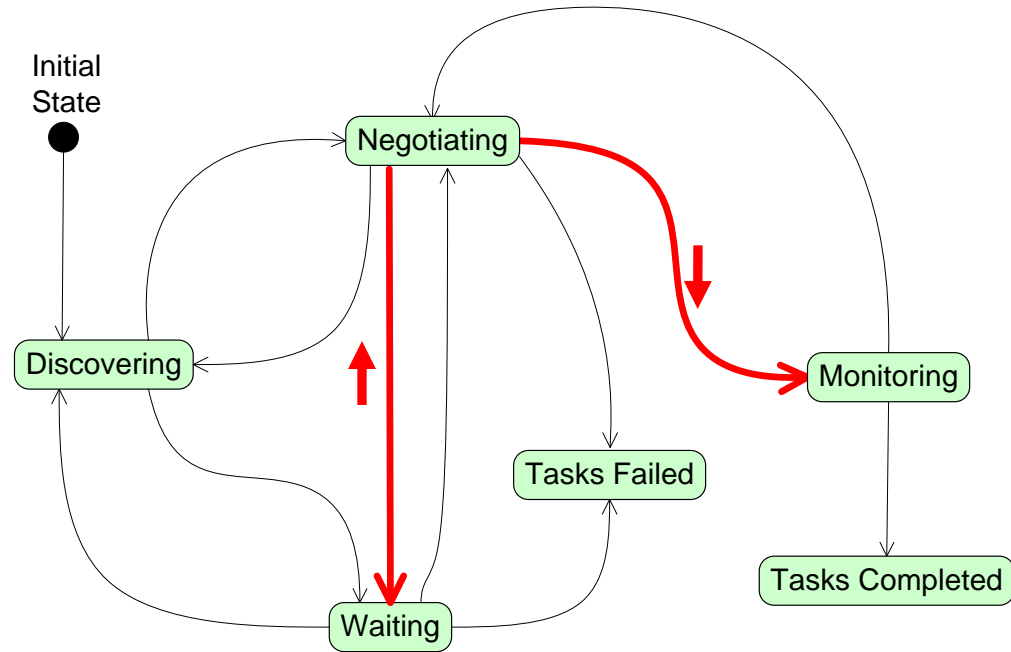 Initial
State
Negotiating
Discovering
Monitoring
Tasks Failed
Tasks Completed
Waiting